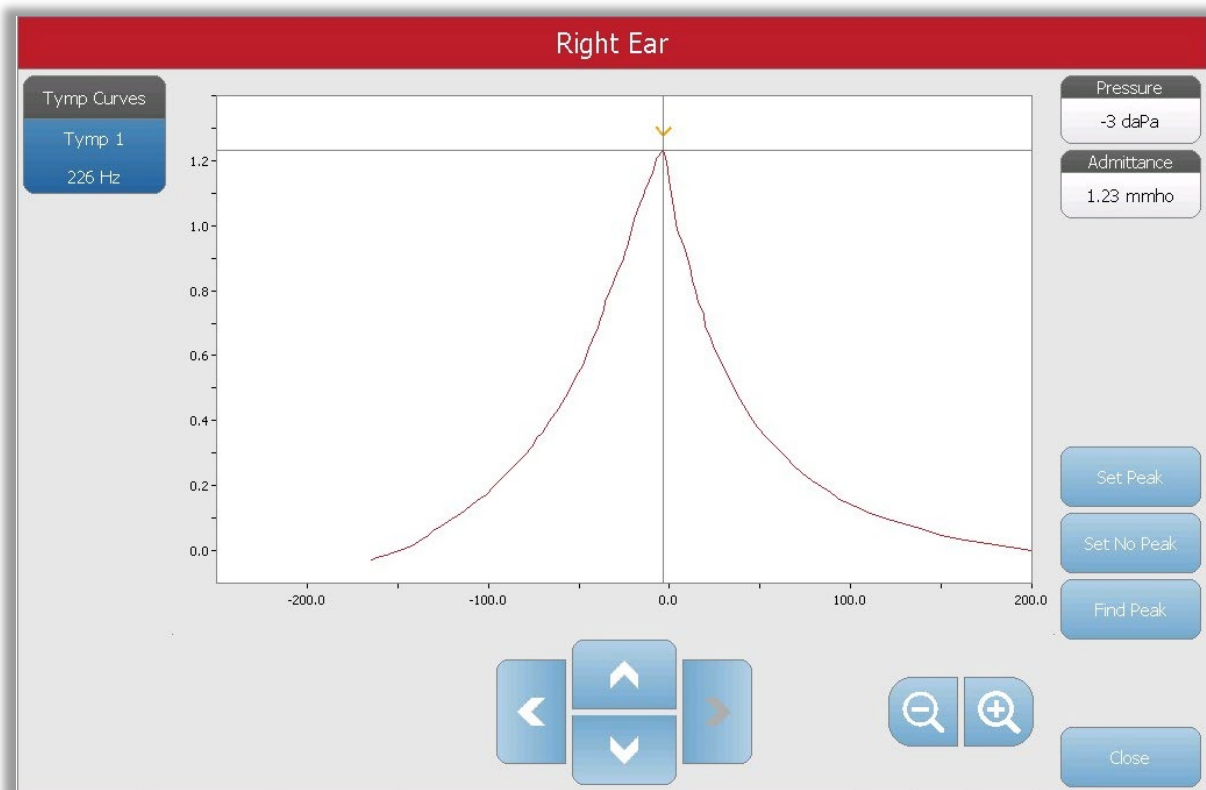 Right Ear
Tymp Curves
Tymp 1
226 Hz
Pressure
-3 daPa
Admittance
1.23 mmho
1.2
1.0
0.8
0.6
0.4
0.2
0.0
-200.0
-100.0
0.0
100.0
200.0
Set Peak
Set No Peak
Find Peak
Close